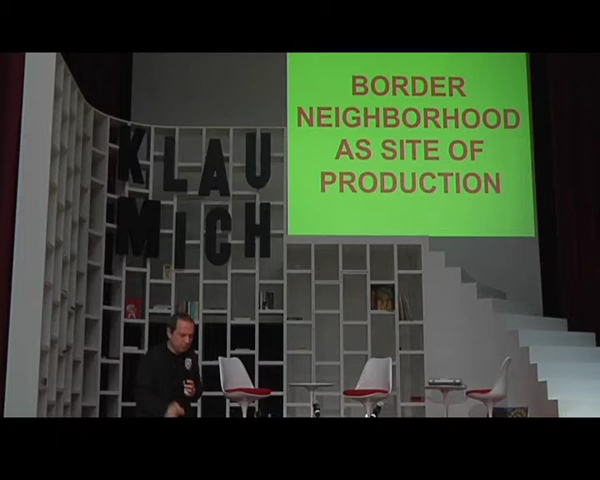 BORDER
NEIGHBORHOOD
AS SITE OF
PRODUCTION
KLAU
MICH